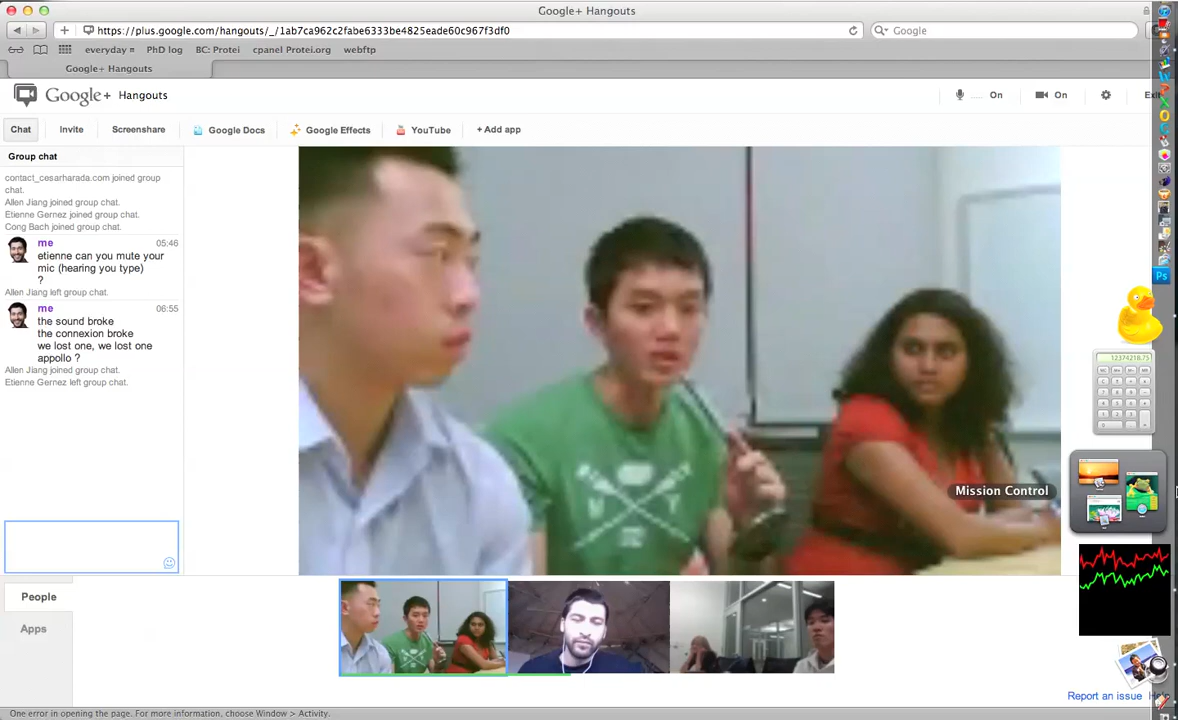 Google+ Hangouts
https://plus.google.com/hangouts/_/1ab7ca962c2fabe6333be4825eade60c967f3df0
Google
everyday
PhD log
BC: Protei
cpanel Protei.org
webftp
Google+ Hangouts
Google+ Hangouts
On
On
Exit
Chat
Invite
Screenshare
Google Docs
Google Effects
YouTube
+ Add app
Group chat
contact_cesarharada.com joined group
chat.
Allen Jiang joined group chat.
Etienne Gernez joined group chat.
Cong Bach joined group chat.
me 05:46
etienne can you mute your
mic (hearing you type)
?
Allen Jiang left group chat.
me 06:55
the sound broke
the connexion broke
we lost one, we lost one
appollo ?
Allen Jiang joined group chat.
Etienne Gernez left group chat.
Ps
12374218.75
Mission Control
People
Apps
Report an issue
One error in opening the page. For more information, choose Window > Activity.